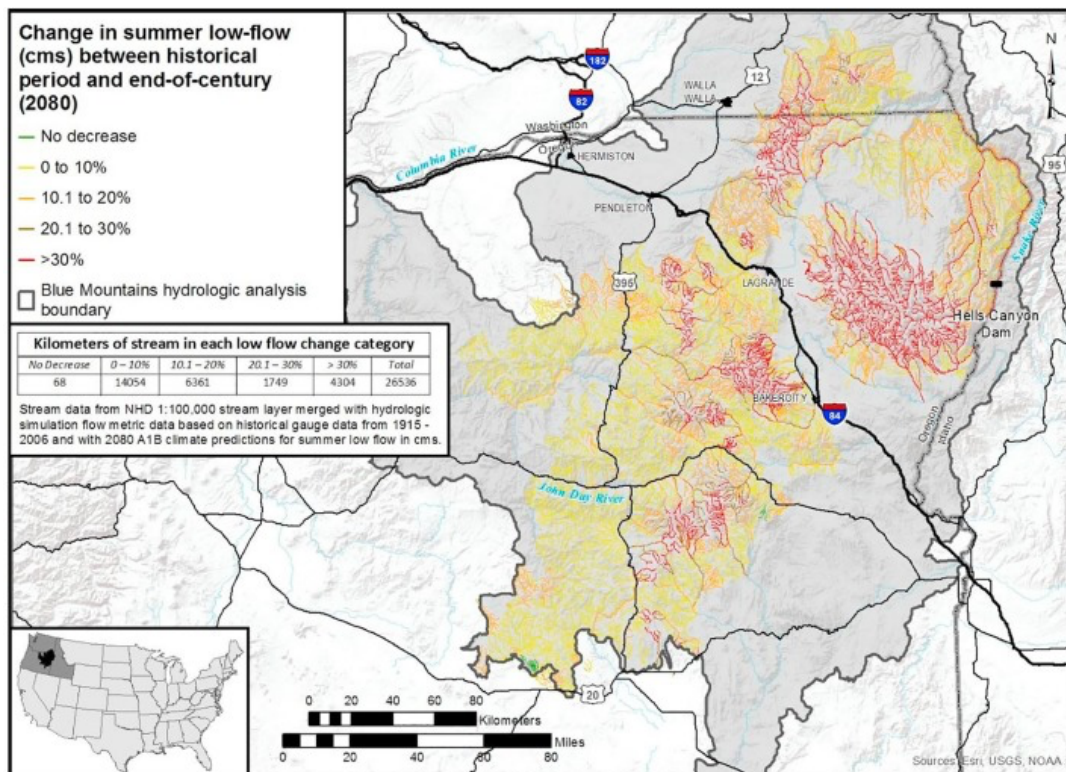 Change in summer low-flow
(cms) between historical
period and end-of-century
(2080)
No decrease
0 to 10%
10.1 to 20%
20.1 to 30%
>30%
Blue Mountains hydrologic analysis
boundary
Kilometers of stream in each low flow change category
No Decrease 0 – 10% 10.1 – 20% 20.1 – 30% > 30% Total
68 14054 6361 1749 4304 26536
Stream data from NHD 1:100,000 stream layer merged with hydrologic
simulation flow metric data based on historical gauge data from 1915 -
2006 and with 2080 A1B climate predictions for summer low flow in cms.
182
82
12
WALLA
WALLA
N
Washington
Oregon
Columbia River
HERMISTON
95
PENDLETON
Snake River
395
LAGRANDE
Hells Canyon
Dam
BAKERCITY
84
Oregon
Idaho
John Day River
20
0 20 40 60 80
Kilometers
Miles
0 20 40 60 80
Sources: Esri, USGS, NOAA